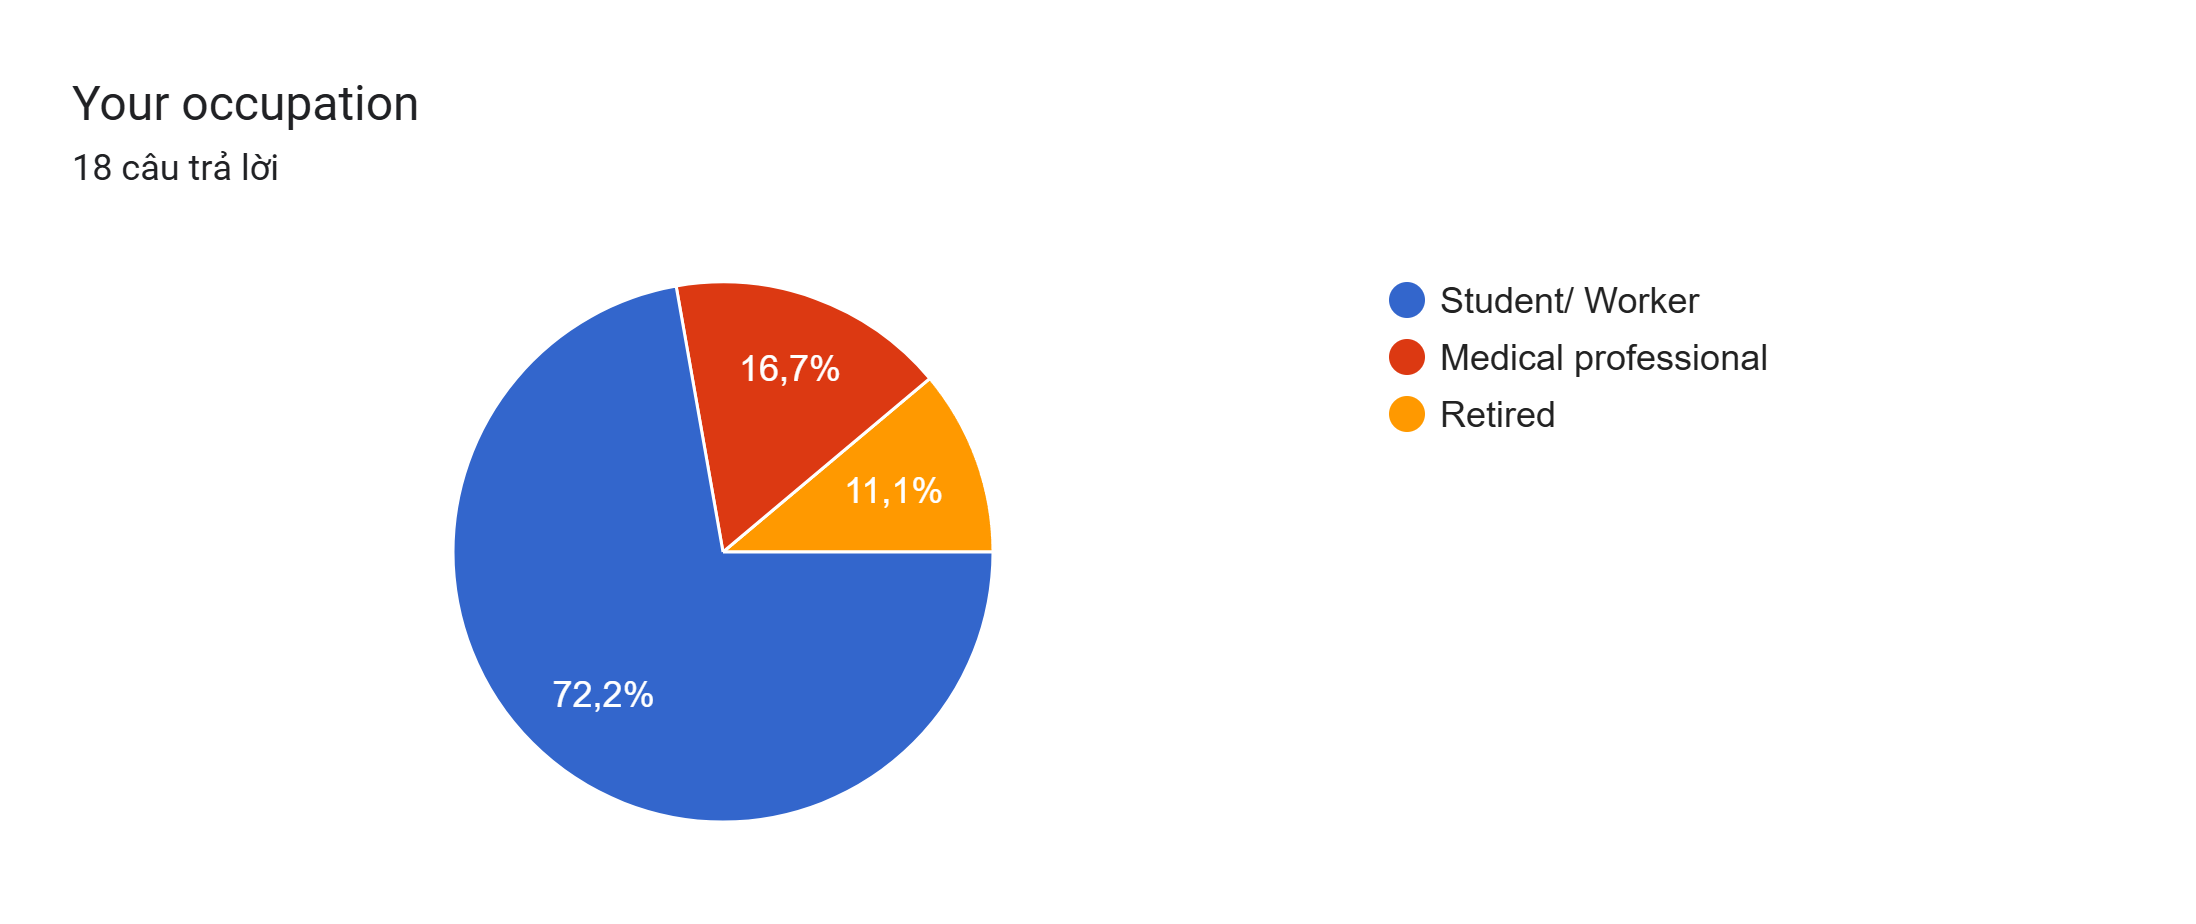 Your occupation
18 câu trả lời
Student/ Worker
Medical professional
Retired
16,7%
11,1%
72,2%